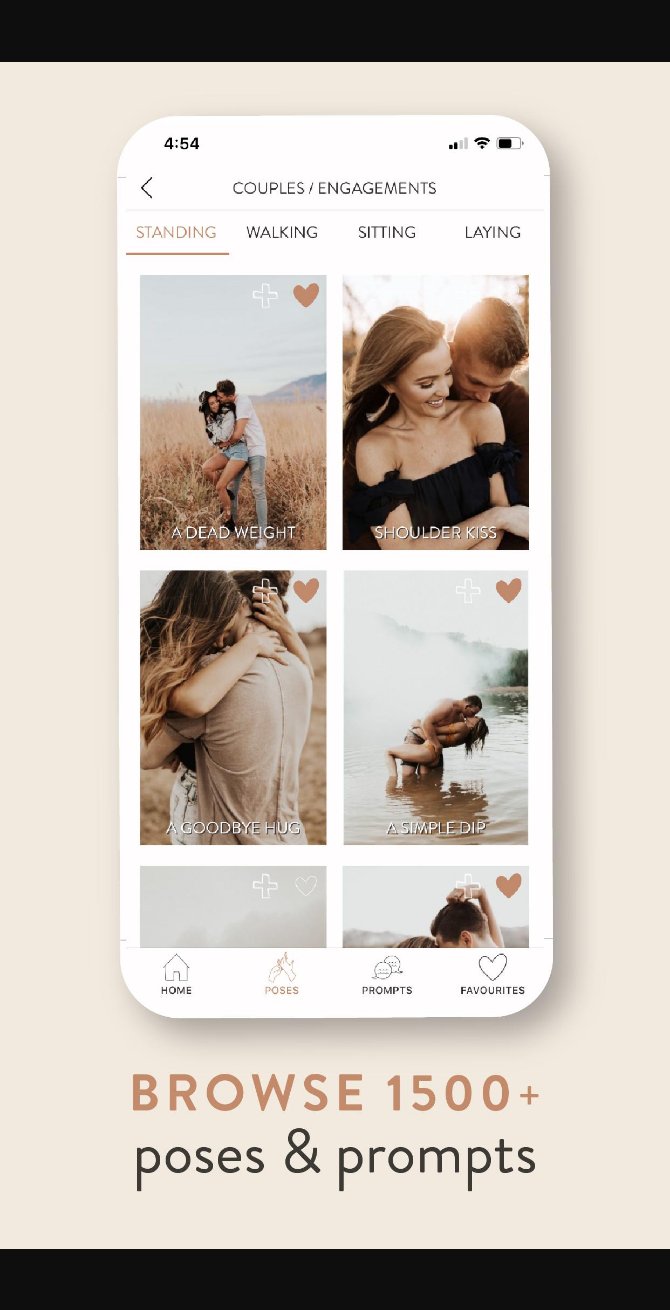 4:54
COUPLES / ENGAGEMENTS
STANDING WALKING SITTING LAYING
A DEAD WEIGHT SHOULDER KISS
A GOODBYE HUG A SIMPLE DIP
HOME POSES PROMPTS FAVOURITES
BROWSE 1500+
poses & prompts